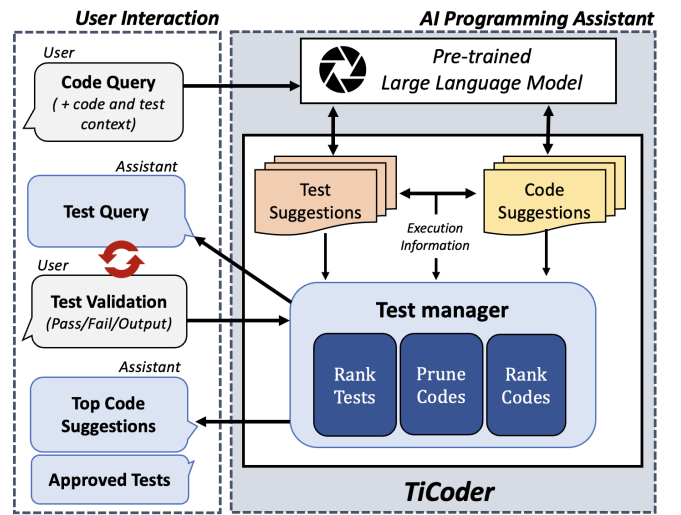 User Interaction
AI Programming Assistant
User
Code Query
( + code and test
context)
Pre-trained
Large Language Model
Assistant
Test Query
Test
Suggestions
Code
Suggestions
Execution
Information
User
Test Validation
(Pass/Fail/Output)
Test manager
Rank
Tests
Prune
Codes
Rank
Codes
Assistant
Top Code
Suggestions
Approved Tests
TiCoder